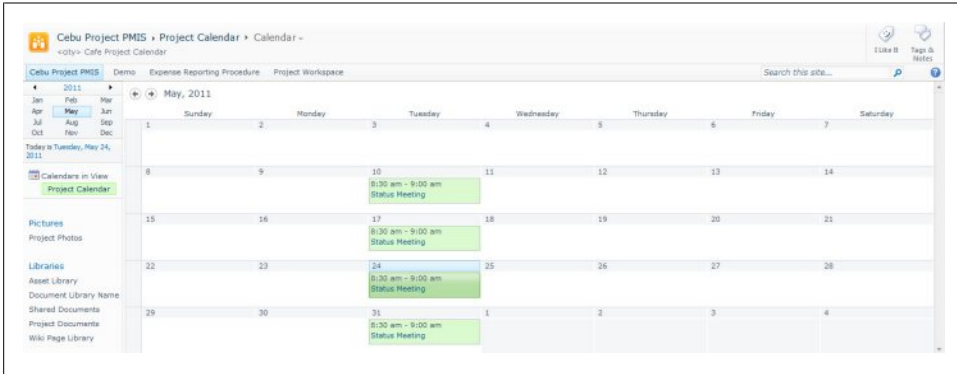 Cebu Project PMIS › Project Calendar › Calendar
<city> Cafe Project Calendar
I Like It
Tags & Notes
Cebu Project PMIS Demo Expense Reporting Procedure Project Workspace
Search this site...
2011
Jan Feb Mar
Apr May Jun
Jul Aug Sep
Oct Nov Dec
Today is Tuesday, May 24, 2011
Calendars in View
Project Calendar
Pictures
Project Photos
Libraries
Asset Library
Document Library Name
Shared Documents
Project Documents
Wiki Page Library
May, 2011
Sunday Monday Tuesday Wednesday Thursday Friday Saturday
1 2 3 4 5 6 7
8 9 10 11 12 13 14
8:30 am - 9:00 am
Status Meeting
15 16 17 18 19 20 21
8:30 am - 9:00 am
Status Meeting
22 23 24 25 26 27 28
8:30 am - 9:00 am
Status Meeting
29 30 31 1 2 3 4
8:30 am - 9:00 am
Status Meeting